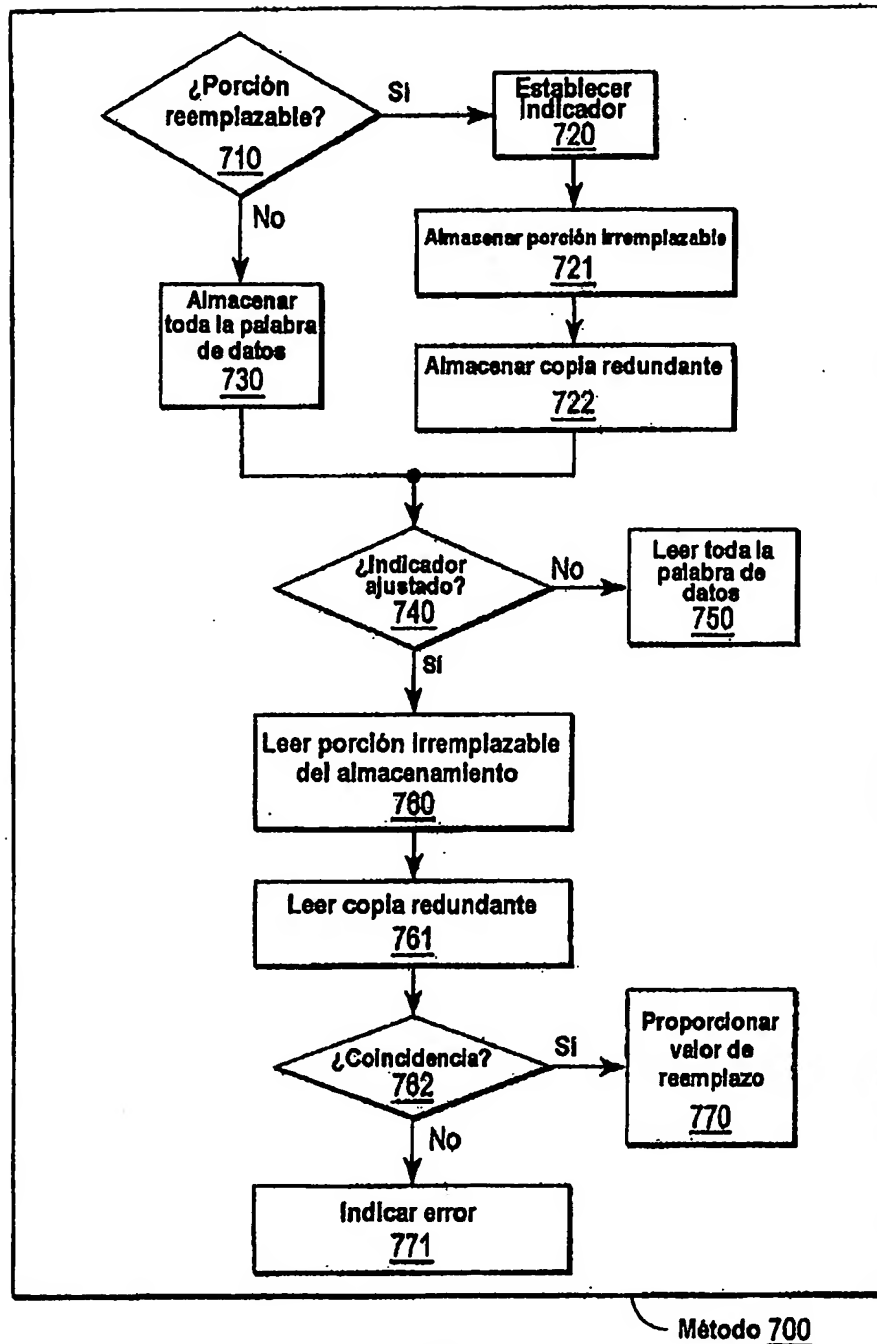 ¿Porción
reemplazable?
710
Sí
No
Establecer
Indicador
720
Almacenar porción irremplazable
721
Almacenar copia redundante
722
Almacenar
toda la palabra
de datos
730
¿Indicador
ajustado?
740
No
Sí
Leer toda la
palabra de
datos
750
Leer porción irremplazable
del almacenamiento
760
Leer copia redundante
761
¿Coincidencia?
762
Sí
No
Proporcionar
valor de
reemplazo
770
Indicar error
771
Método 700